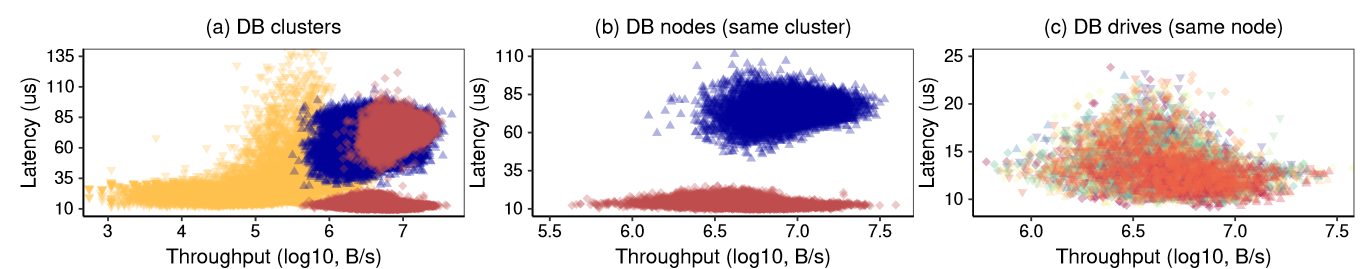 (a) DB clusters
Latency (us)
135
110
85
60
35
10
3 4 5 6 7
Throughput (log10, B/s)
(b) DB nodes (same cluster)
Latency (us)
110
85
60
35
10
5.5 6.0 6.5 7.0 7.5
Throughput (log10, B/s)
(c) DB drives (same node)
Latency (us)
25
20
15
10
6.0 6.5 7.0 7.5
Throughput (log10, B/s)